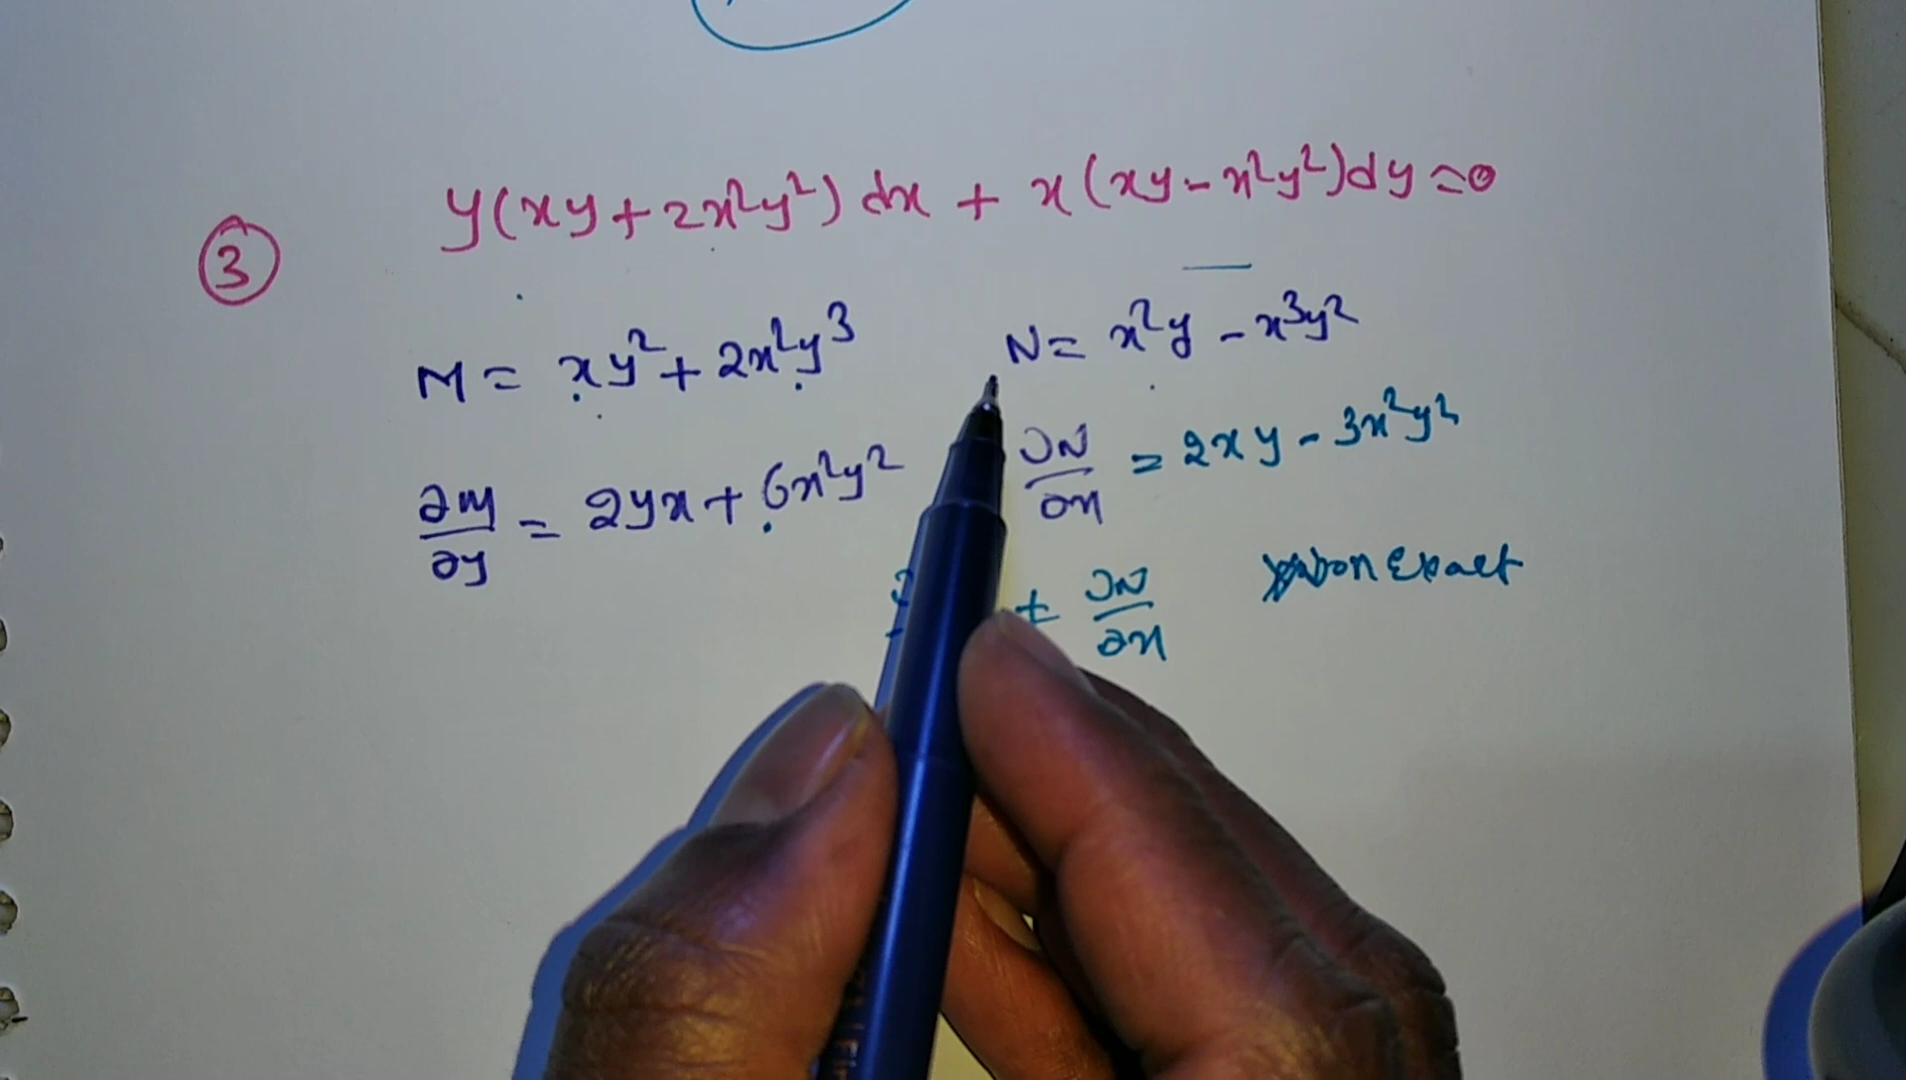 ③ y(xy+2x²y²) dx + x(xy-x²y²)dy=0
M = xy²+2x²y³ N= x²y - x³y²
∂M/∂y = 2yx + 6x²y² ∂N/∂x = 2xy - 3x²y²
≠ ∂N/∂x Non Exact